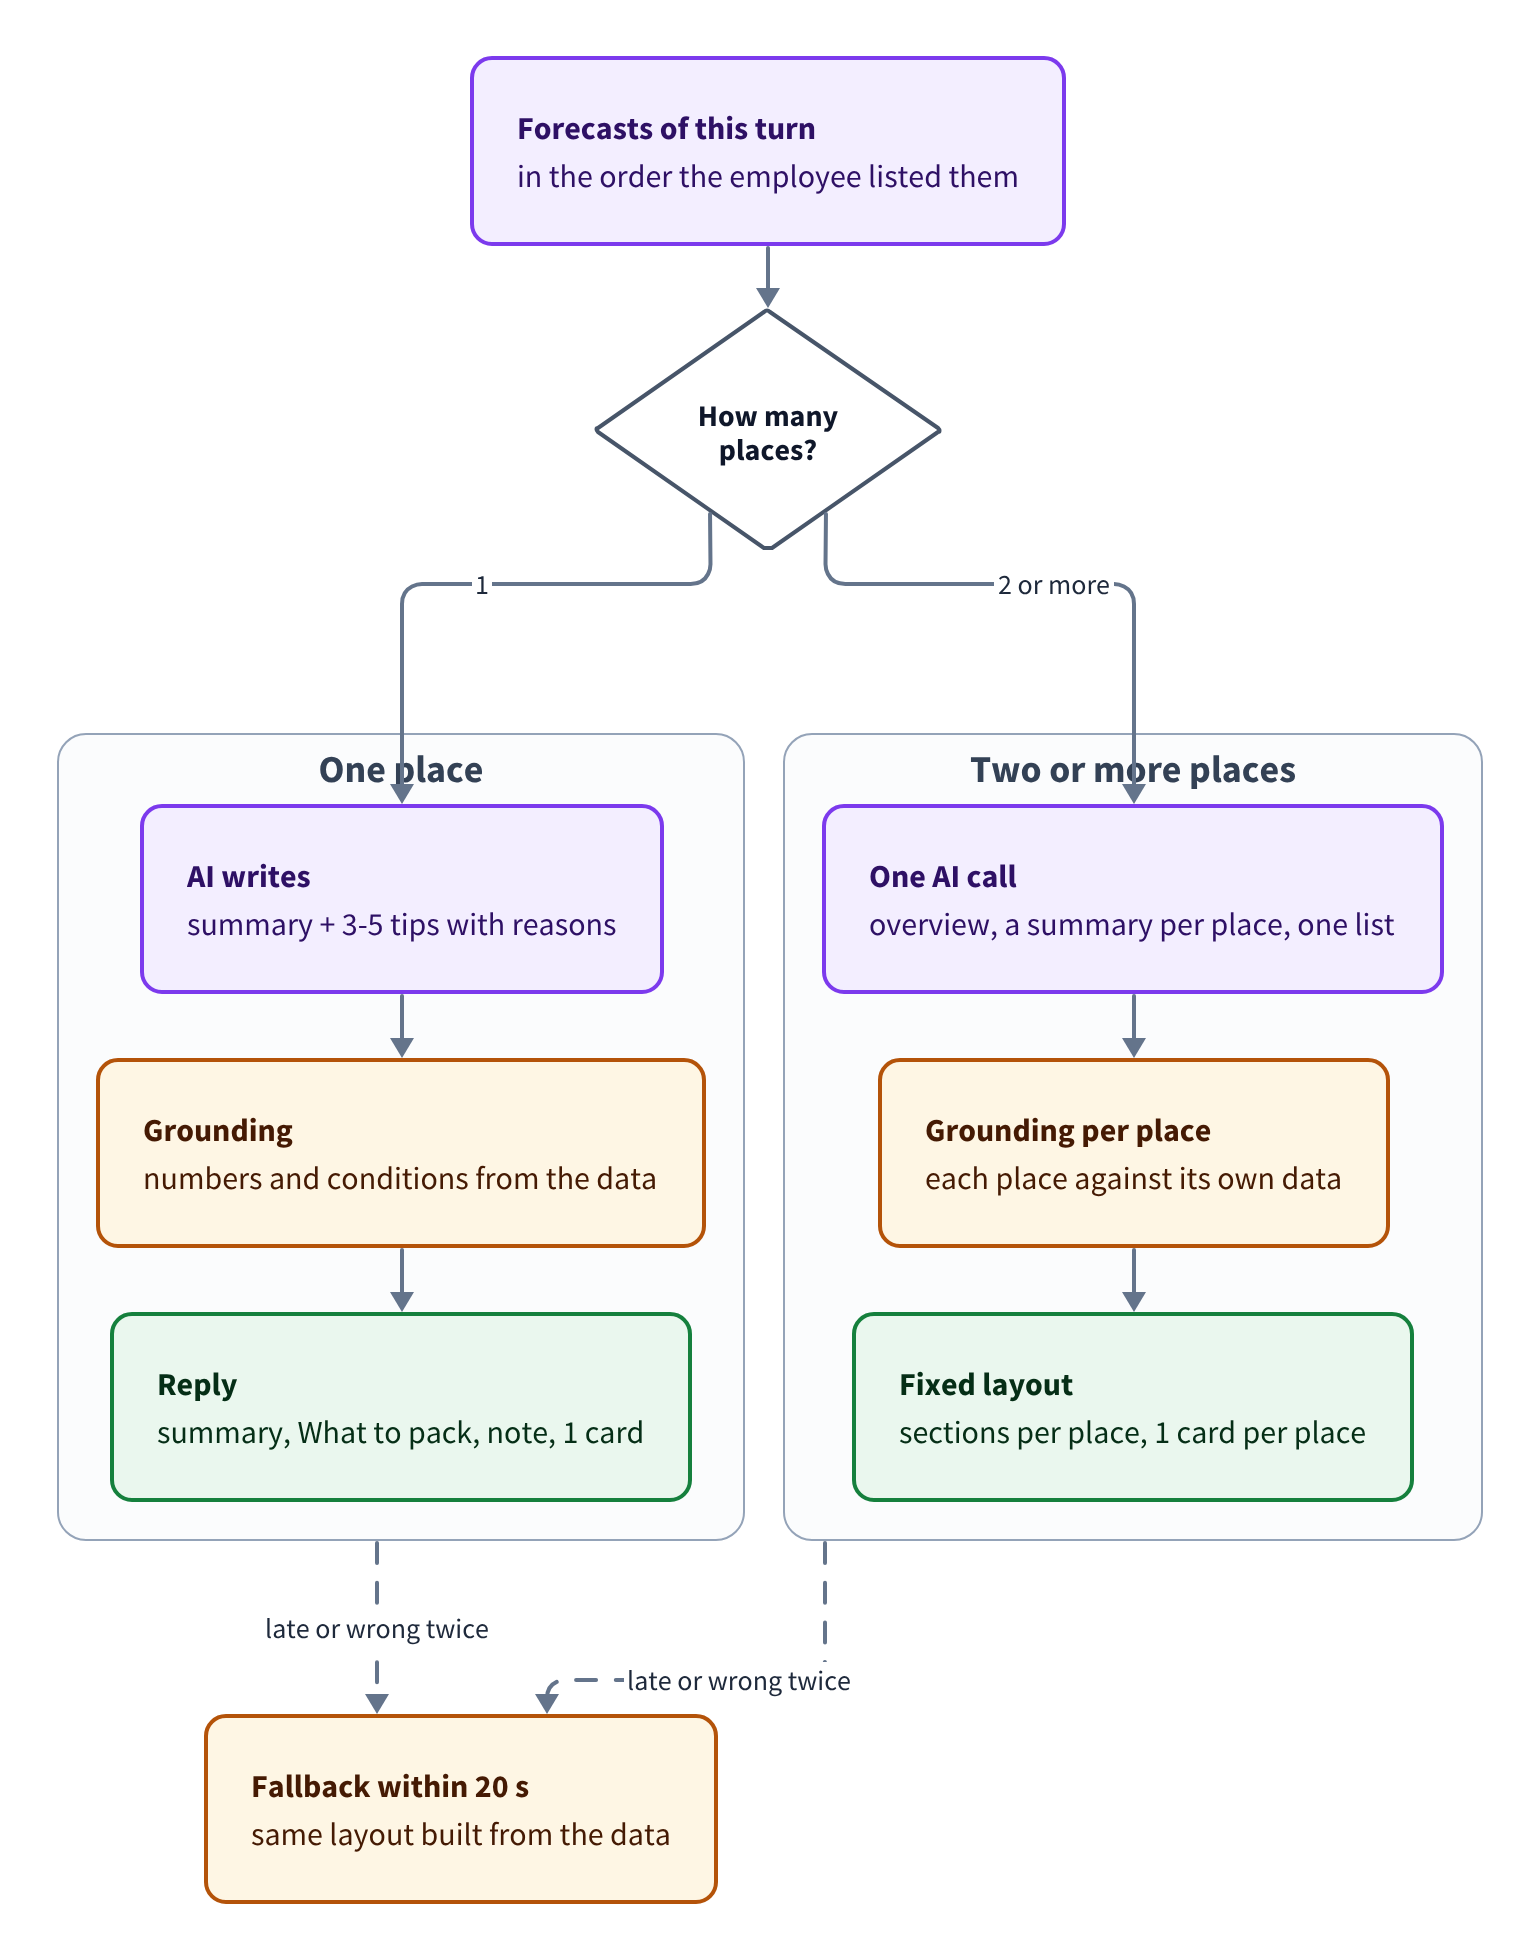 Forecasts of this turn
in the order the employee listed them
How many
places?
1
2 or more
One place
AI writes
summary + 3-5 tips with reasons
Grounding
numbers and conditions from the data
Reply
summary, What to pack, note, 1 card
Two or more places
One AI call
overview, a summary per place, one list
Grounding per place
each place against its own data
Fixed layout
sections per place, 1 card per place
late or wrong twice
late or wrong twice
Fallback within 20 s
same layout built from the data